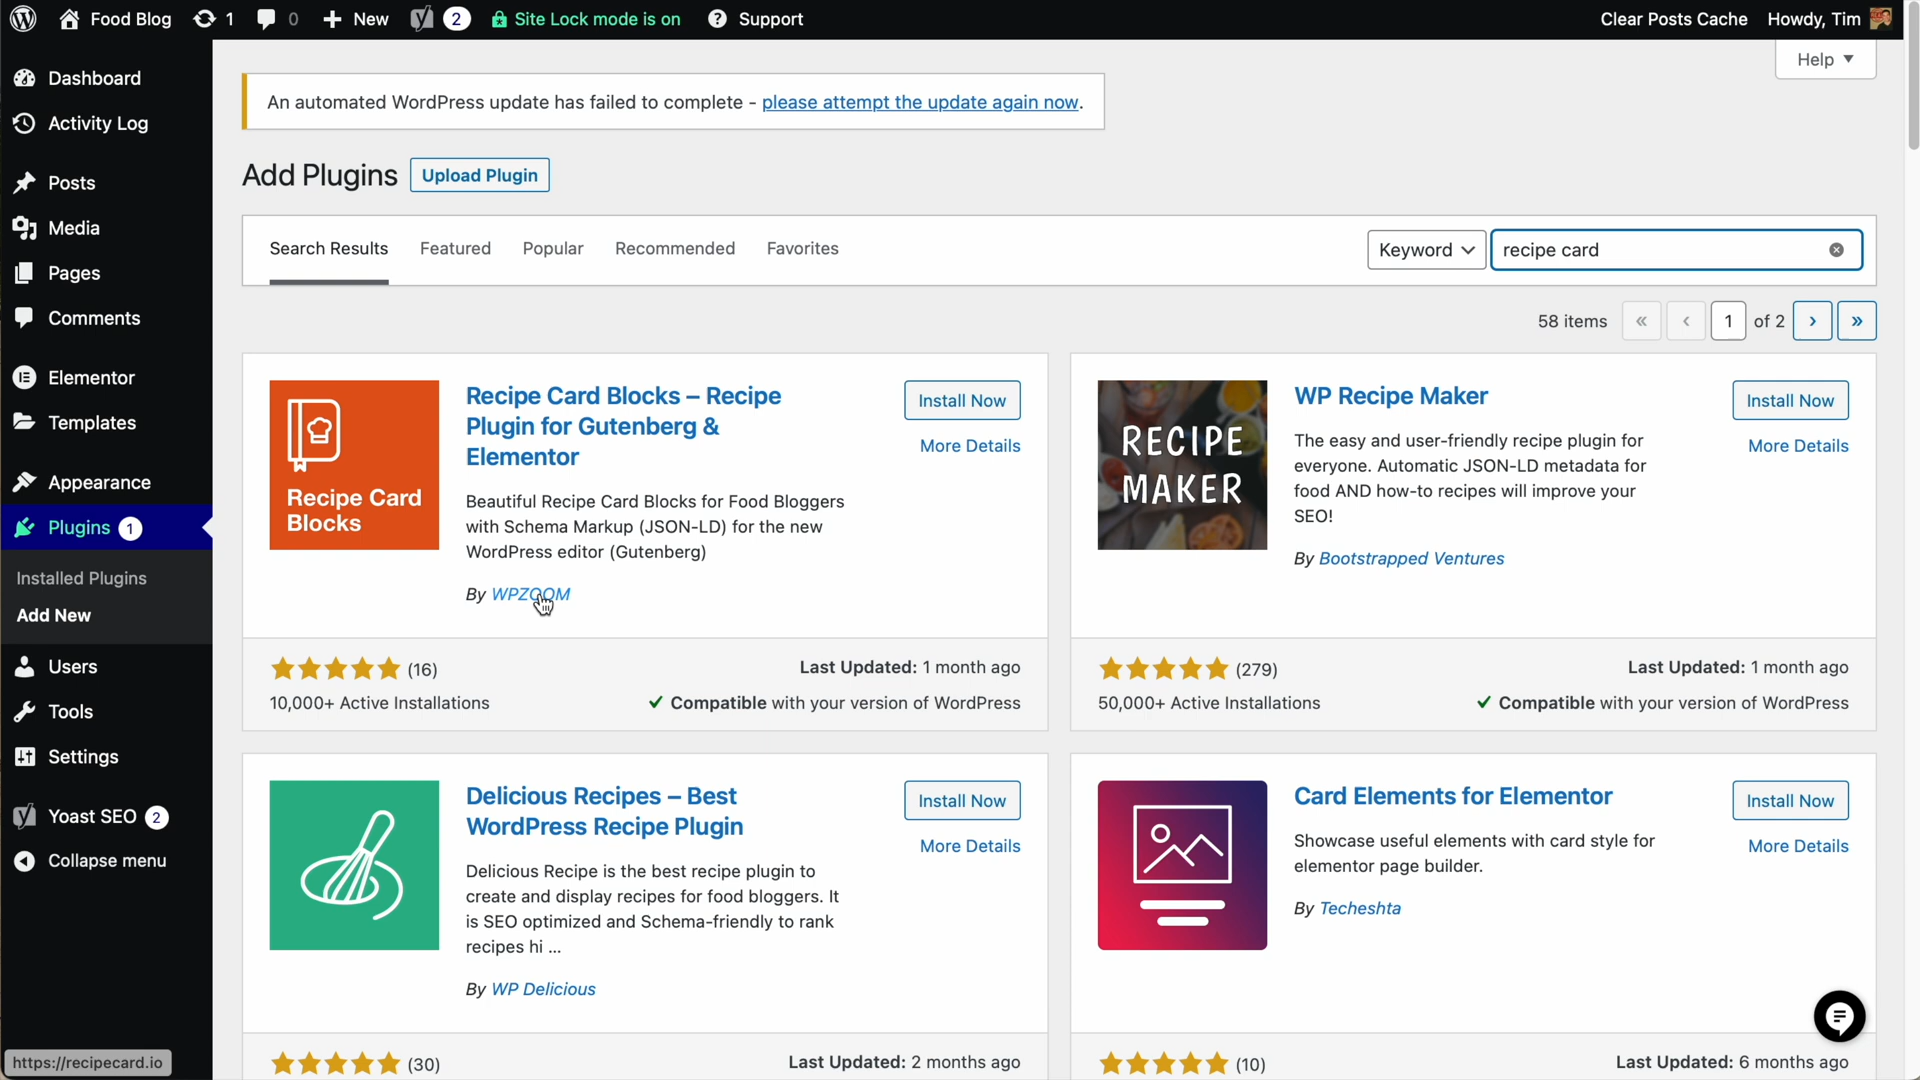 Food Blog 1 0 New 2 Site Lock mode is on Support Clear Posts Cache Howdy, Tim
Help
Dashboard
Activity Log
Posts
Media
Pages
Comments
Elementor
Templates
Appearance
Plugins 1
Installed Plugins
Add New
Users
Tools
Settings
Yoast SEO 2
Collapse menu
https://recipecard.io
An automated WordPress update has failed to complete - please attempt the update again now.
Add Plugins Upload Plugin
Search Results Featured Popular Recommended Favorites Keyword recipe card
58 items « ‹ 1 of 2 › »
Recipe Card
Blocks
Recipe Card Blocks – Recipe
Plugin for Gutenberg &
Elementor
Install Now
More Details
Beautiful Recipe Card Blocks for Food Bloggers
with Schema Markup (JSON-LD) for the new
WordPress editor (Gutenberg)
By WPZOOM
(16) Last Updated: 1 month ago
10,000+ Active Installations Compatible with your version of WordPress
RECIPE
MAKER
WP Recipe Maker
Install Now
More Details
The easy and user-friendly recipe plugin for
everyone. Automatic JSON-LD metadata for
food AND how-to recipes will improve your
SEO!
By Bootstrapped Ventures
(279) Last Updated: 1 month ago
50,000+ Active Installations Compatible with your version of WordPress
Delicious Recipes – Best
WordPress Recipe Plugin
Install Now
More Details
Delicious Recipe is the best recipe plugin to
create and display recipes for food bloggers. It
is SEO optimized and Schema-friendly to rank
recipes hi ...
By WP Delicious
(30) Last Updated: 2 months ago
Card Elements for Elementor
Install Now
More Details
Showcase useful elements with card style for
elementor page builder.
By Techeshta
(10) Last Updated: 6 months ago